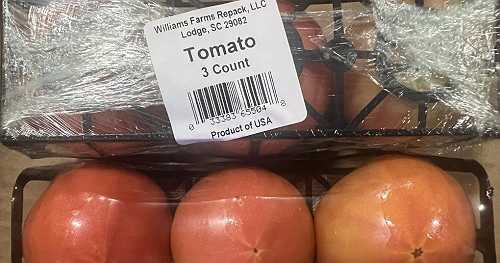 Williams Farms Repack, LLC
Lodge, SC 29082
Tomato
3 Count
0 33383 65504 8
Product of USA